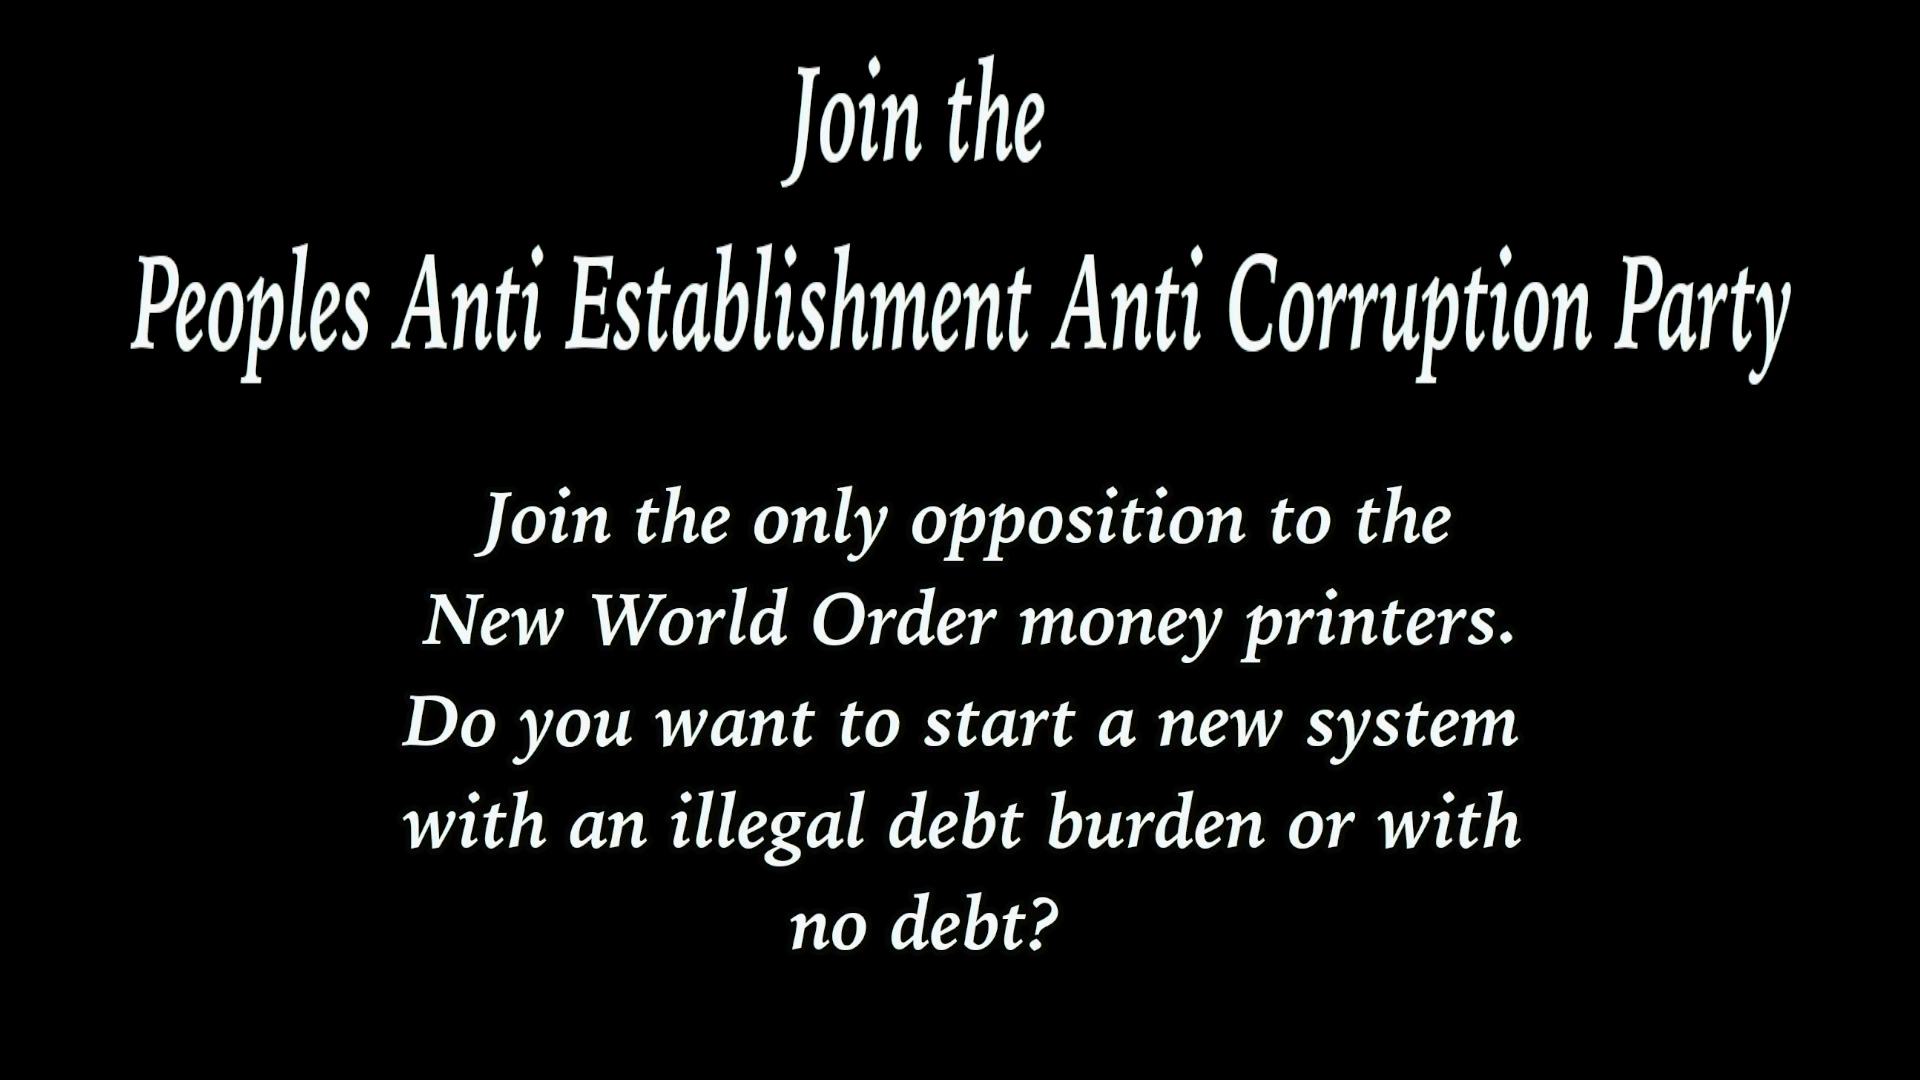 Join the
Peoples Anti Establishment Anti Corruption Party
Join the only opposition to the
New World Order money printers.
Do you want to start a new system
with an illegal debt burden or with
no debt?